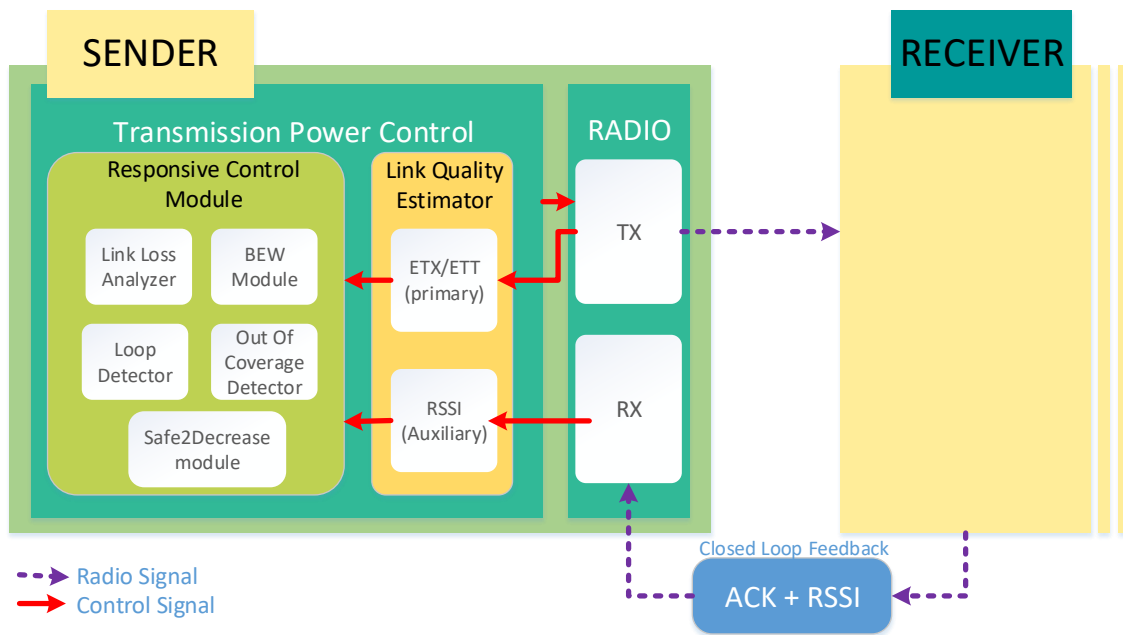 SENDER
RECEIVER
Transmission Power Control
RADIO
Responsive Control
Module
Link Quality
Estimator
Link Loss
Analyzer
BEW
Module
Loop
Detector
Out Of
Coverage
Detector
Safe2Decrease
module
ETX/ETT
(primary)
RSSI
(Auxiliary)
TX
RX
Closed Loop Feedback
ACK + RSSI
Radio Signal
Control Signal